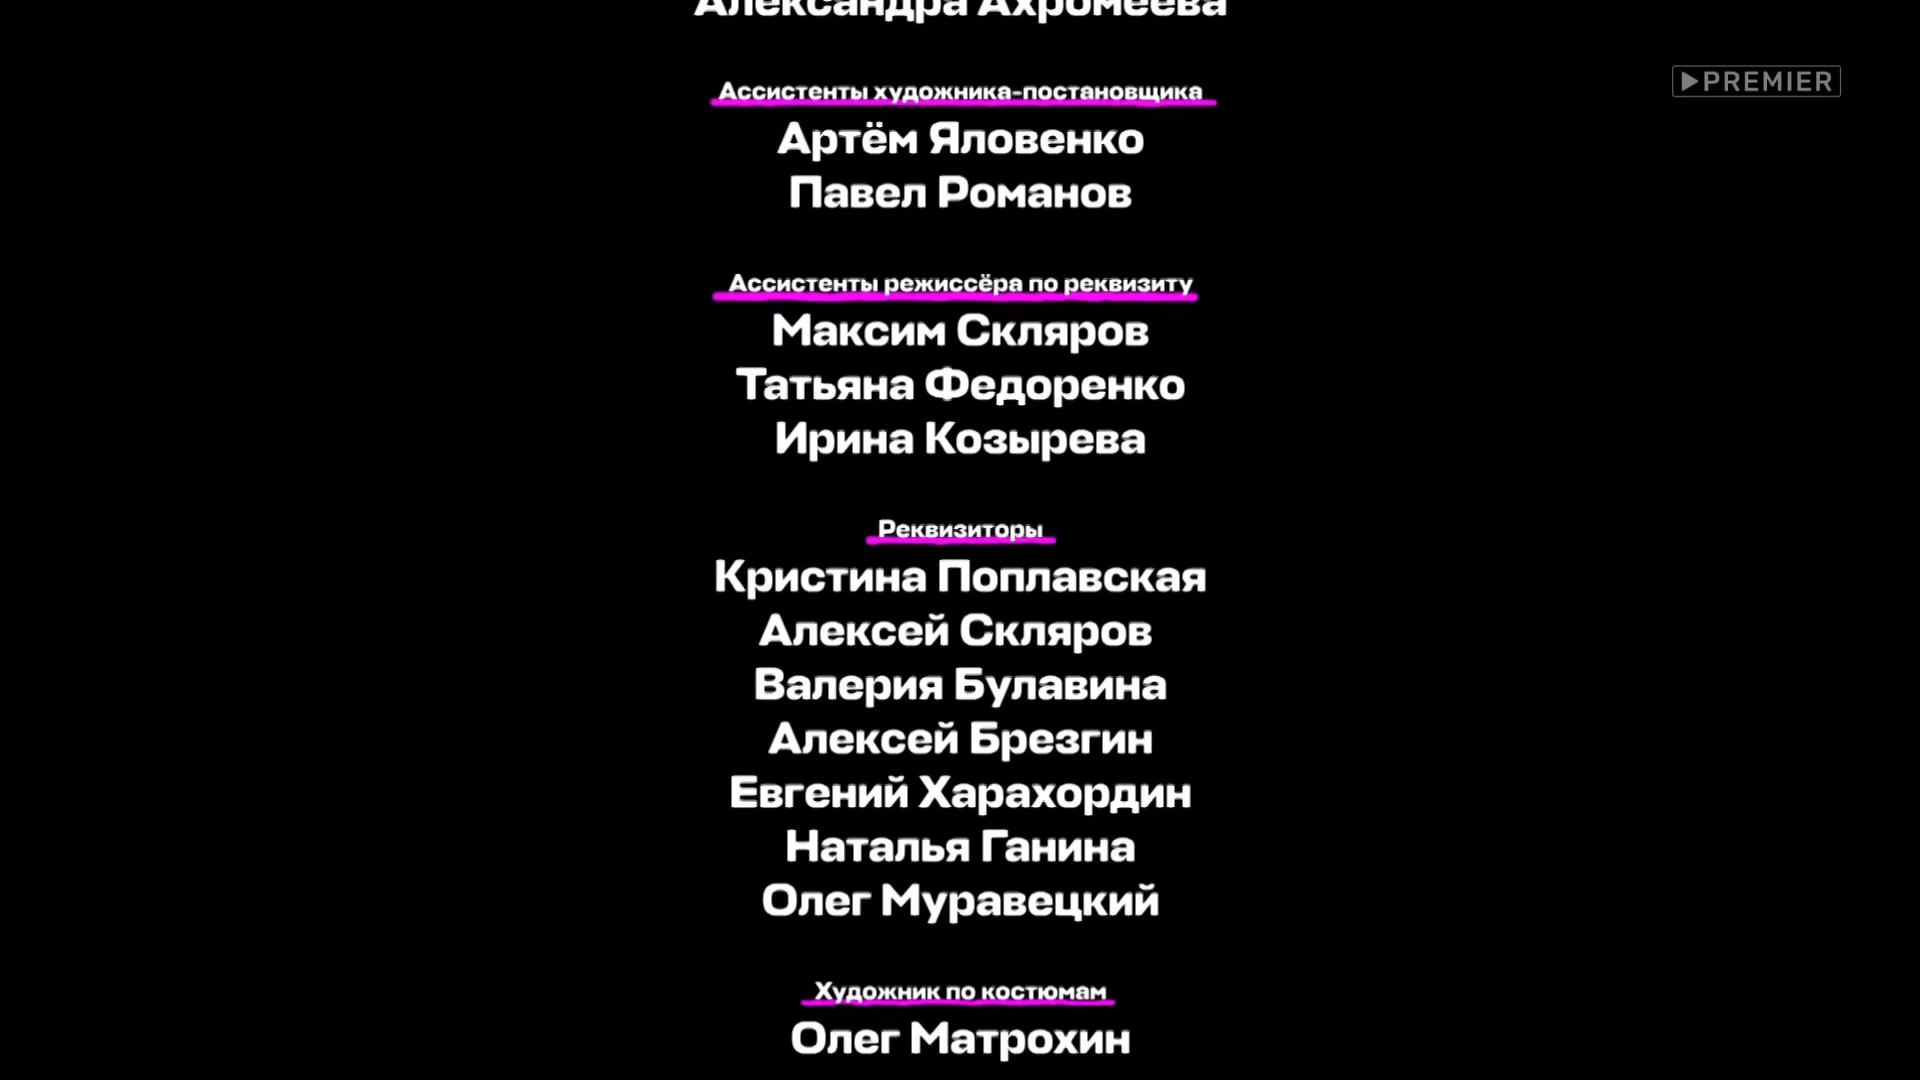 Александра Ахромеева
PREMIER
Ассистенты художника-постановщика
Артём Яловенко
Павел Романов
Ассистенты режиссёра по реквизиту
Максим Скляров
Татьяна Федоренко
Ирина Козырева
Реквизиторы
Кристина Поплавская
Алексей Скляров
Валерия Булавина
Алексей Брезгин
Евгений Харахордин
Наталья Ганина
Олег Муравецкий
Художник по костюмам
Олег Матрохин